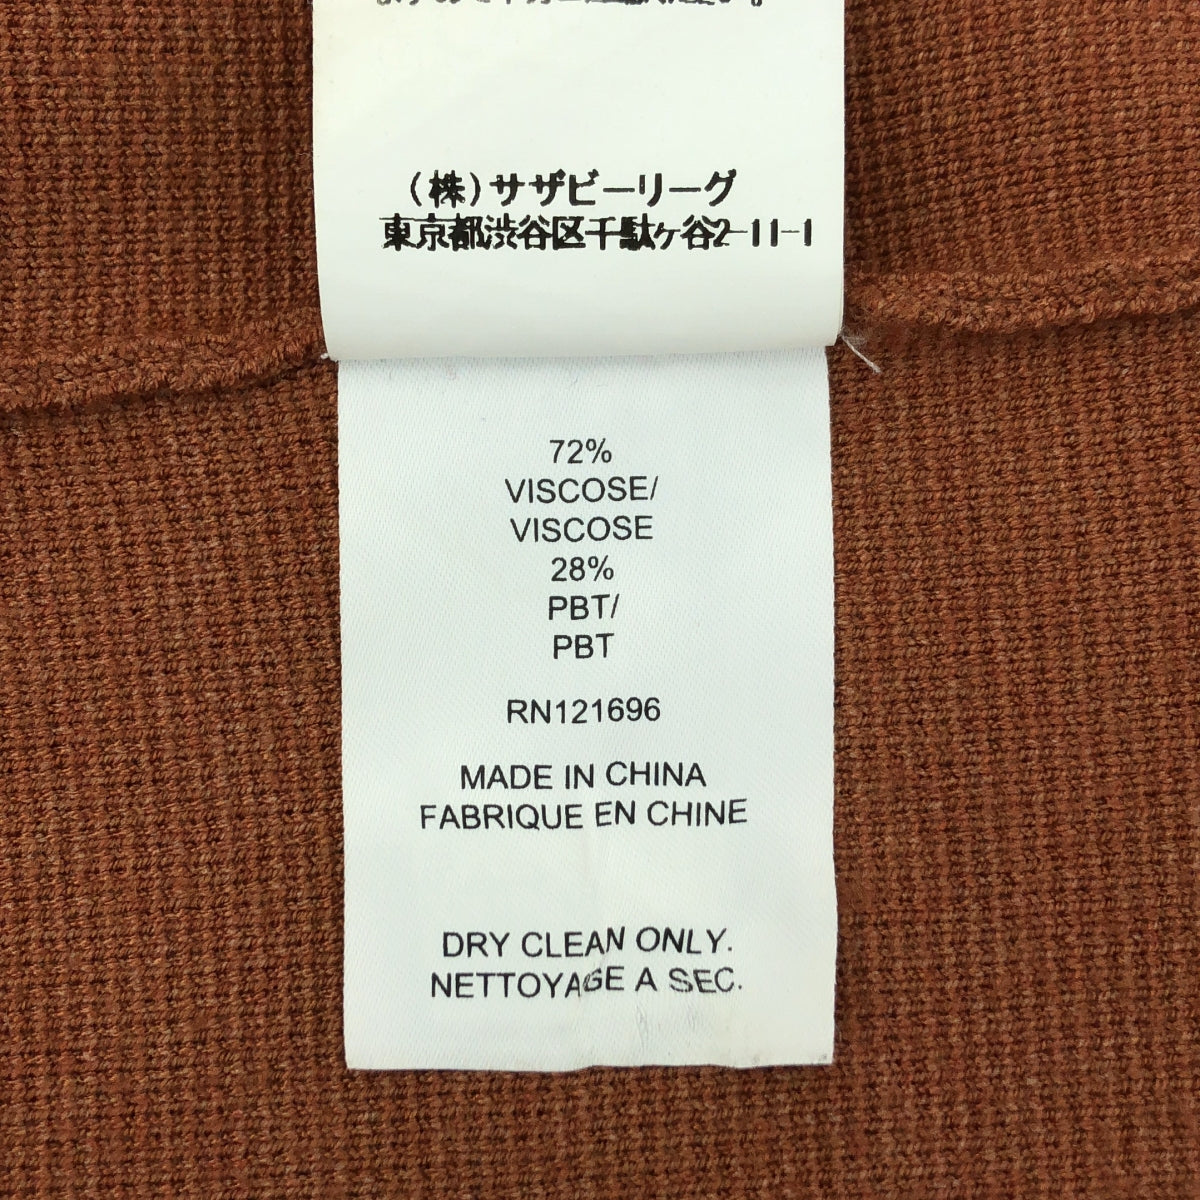 (株)サザビーリーグ
東京都渋谷区千駄ヶ谷2-11-1
72%
VISCOSE/
VISCOSE
28%
PBT/
PBT
RN121696
MADE IN CHINA
FABRIQUE EN CHINE
DRY CLEAN ONLY.
NETTOYAGE A SEC.